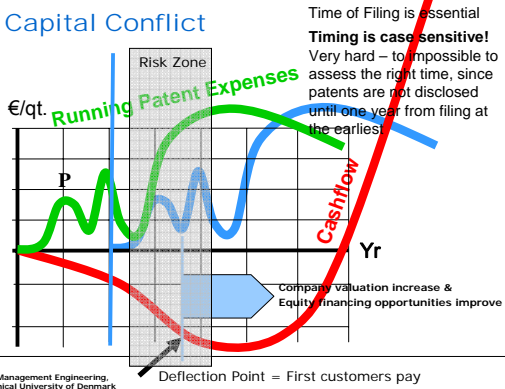 Capital Conflict
Time of Filing is essential
Timing is case sensitive!
Very hard – to impossible to
assess the right time, since
patents are not disclosed
until one year from filing at
the earliest
Risk Zone
€/qt.
Running Patent Expenses
P
Cashflow
Yr
Company valuation increase &
Equity financing opportunities improve
Deflection Point = First customers pay
Management Engineering,
nical University of Denmark